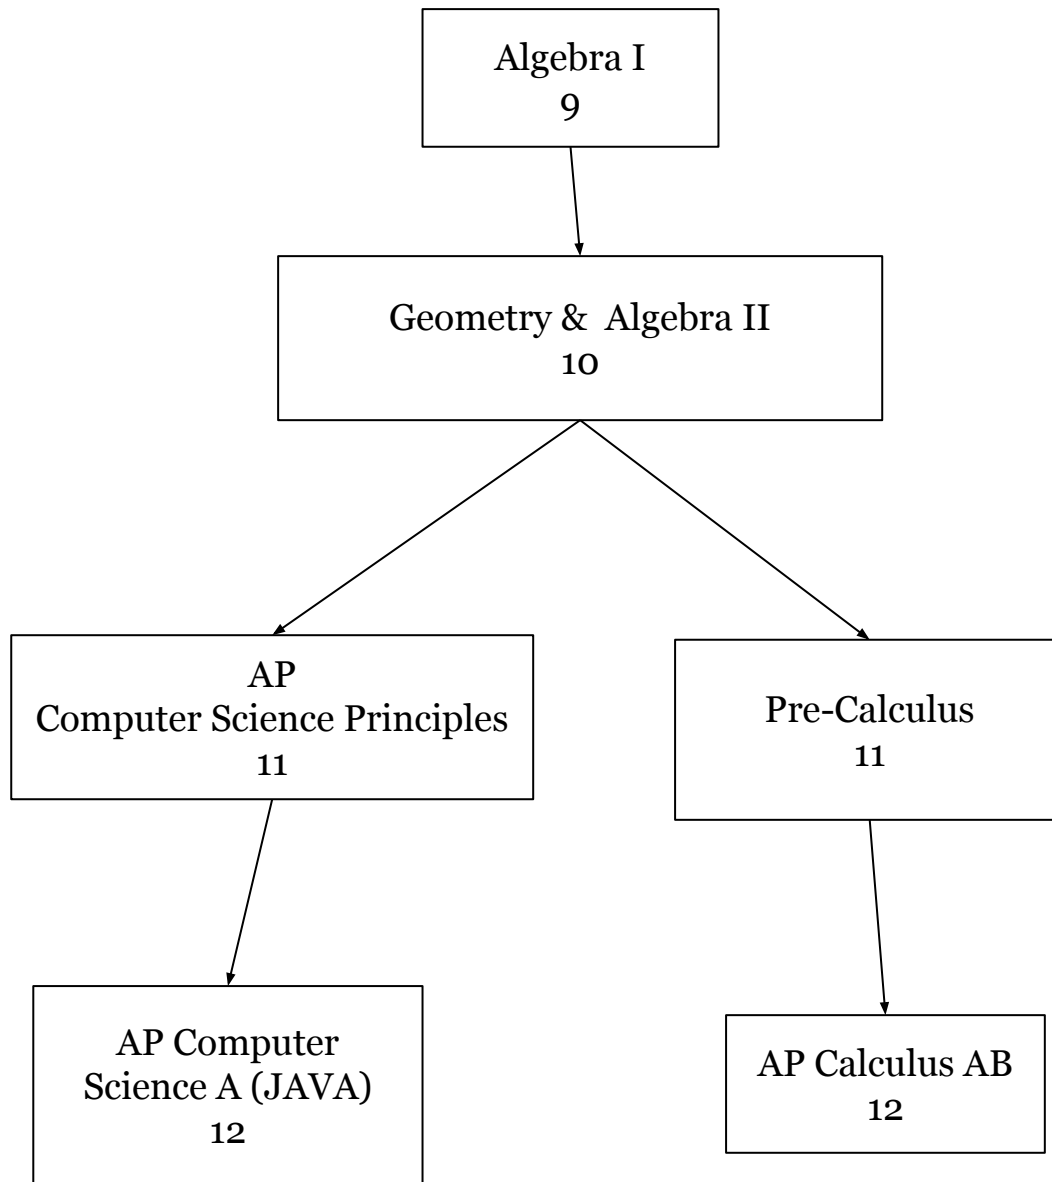 Algebra I
9
Geometry & Algebra II
10
AP
Computer Science Principles
11
Pre-Calculus
11
AP Computer
Science A (JAVA)
12
AP Calculus AB
12